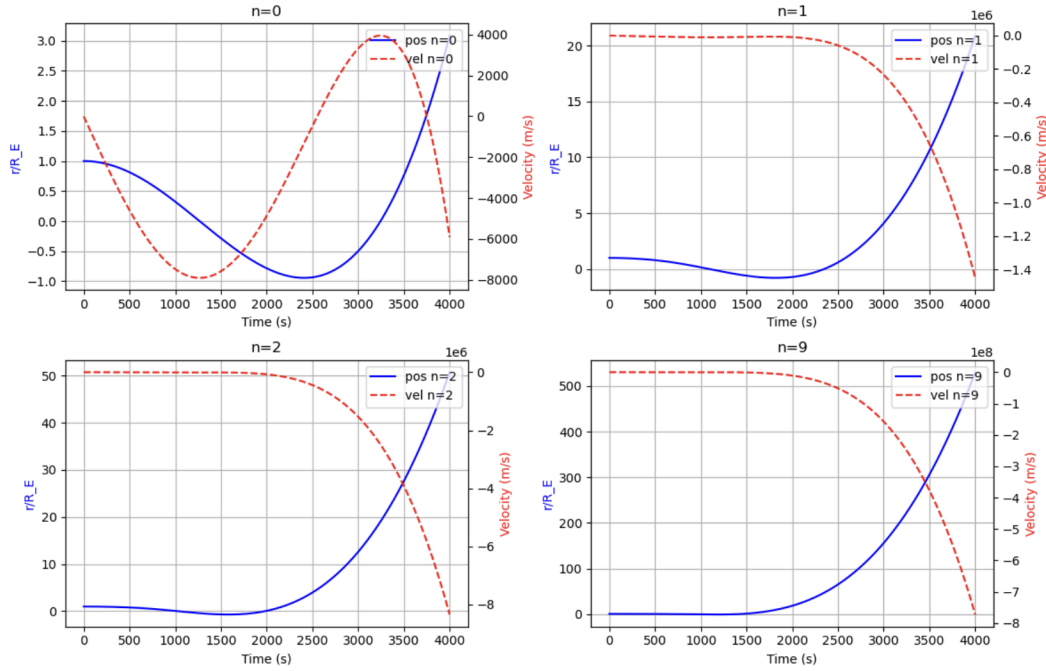 n=0
3.0
2.5
2.0
1.5
1.0
0.5
0.0
−0.5
−1.0
r/R_E
pos n=0
vel n=0
4000
2000
0
−2000
−4000
−6000
−8000
Velocity (m/s)
0 500 1000 1500 2000 2500 3000 3500 4000
Time (s)
n=1
1e6
20
15
10
5
0
r/R_E
pos n=1
vel n=1
0.0
−0.2
−0.4
−0.6
−0.8
−1.0
−1.2
−1.4
Velocity (m/s)
0 500 1000 1500 2000 2500 3000 3500 4000
Time (s)
n=2
1e6
50
40
30
20
10
0
r/R_E
pos n=2
vel n=2
0
−2
−4
−6
−8
Velocity (m/s)
0 500 1000 1500 2000 2500 3000 3500 4000
Time (s)
n=9
1e8
500
400
300
200
100
0
r/R_E
pos n=9
vel n=9
0
−1
−2
−3
−4
−5
−6
−7
−8
Velocity (m/s)
0 500 1000 1500 2000 2500 3000 3500 4000
Time (s)